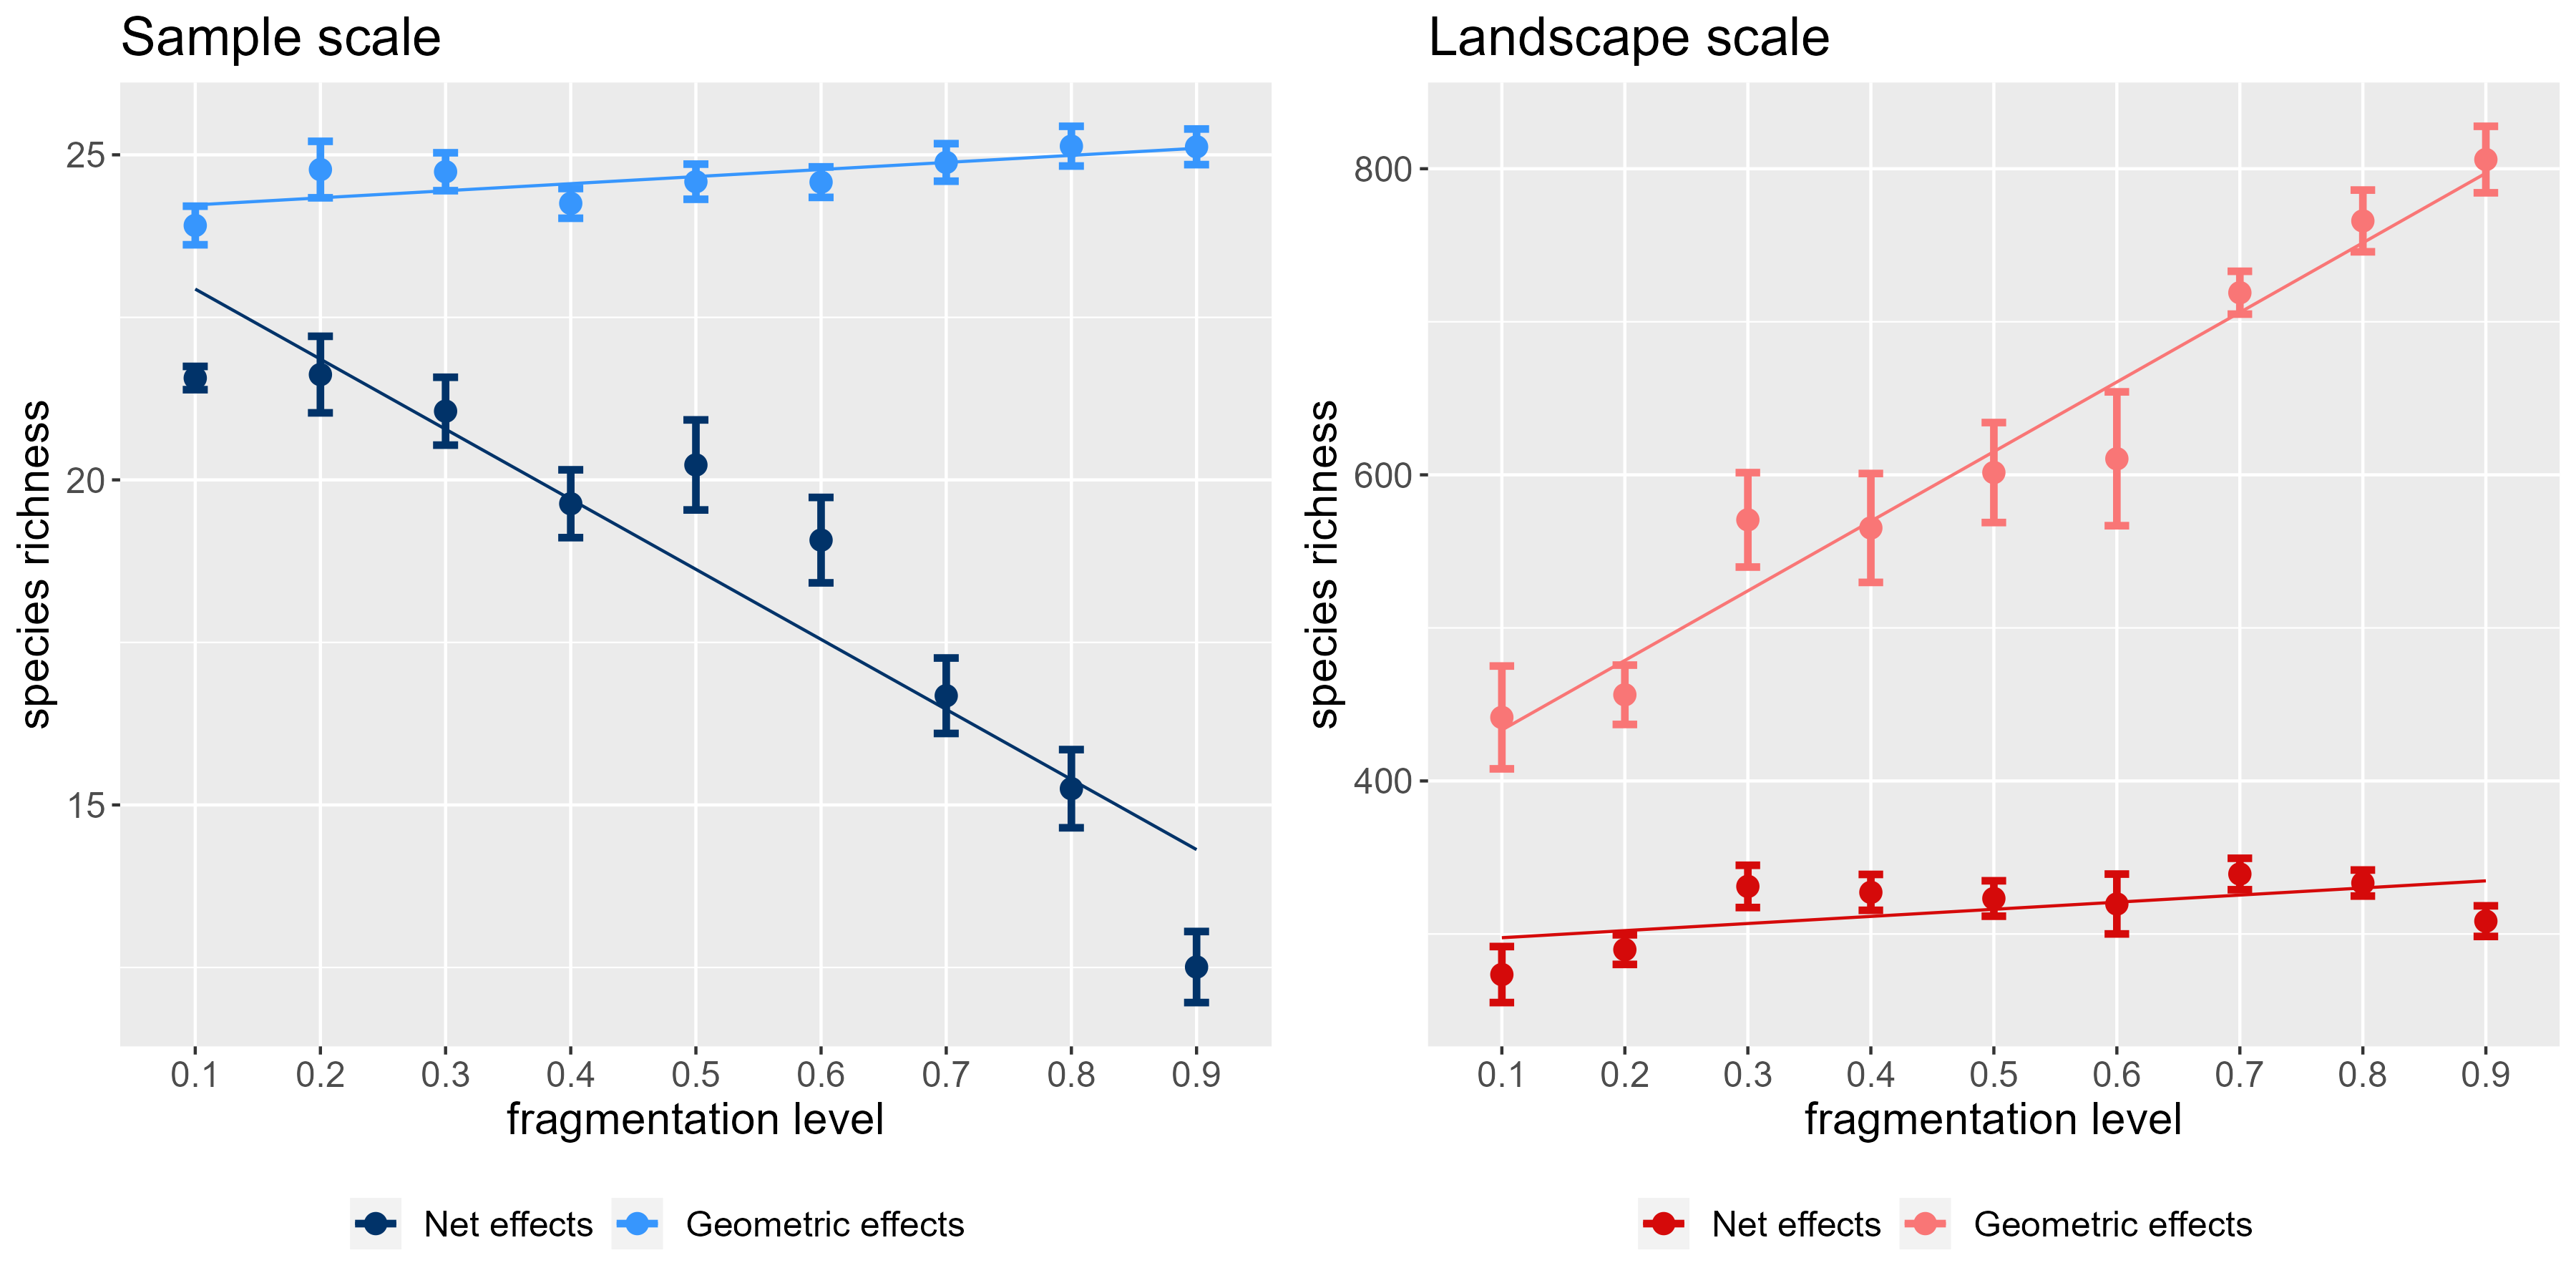 Sample scale
species richness
25
20
15
0.1 0.2 0.3 0.4 0.5 0.6 0.7 0.8 0.9
fragmentation level
Net effects Geometric effects
Landscape scale
species richness
800
600
400
0.1 0.2 0.3 0.4 0.5 0.6 0.7 0.8 0.9
fragmentation level
Net effects Geometric effects